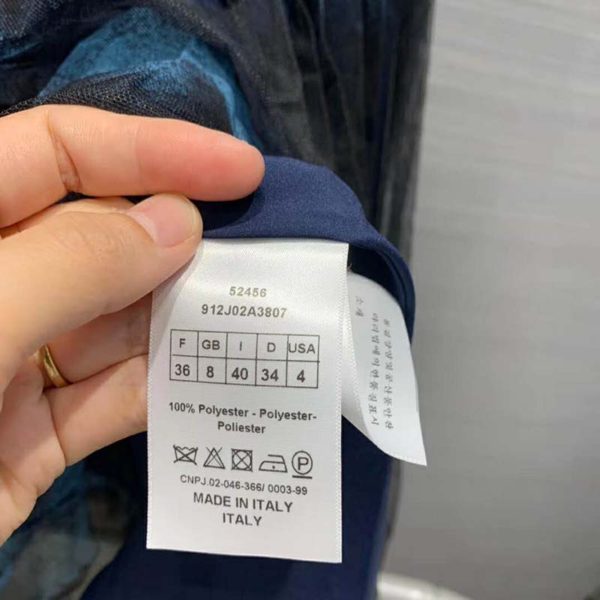 52456
912J02A3807
F GB I D USA
36 8 40 34 4
100% Polyester - Polyester-
Poliester
P
CNPJ.02-046-366/ 0003-99
MADE IN ITALY
ITALY